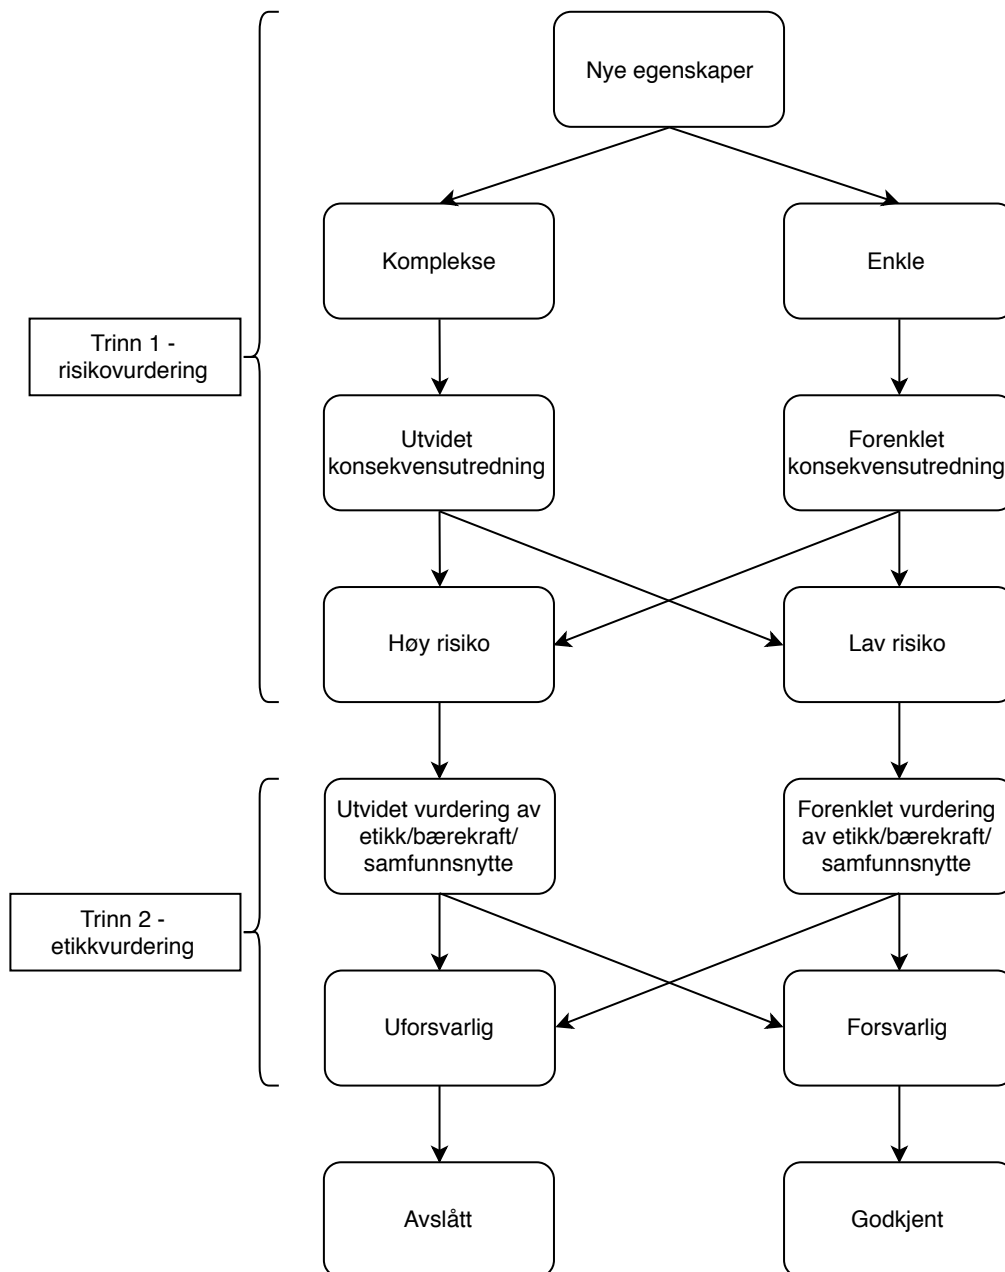 Nye egenskaper
Komplekse
Enkle
Trinn 1 -
risikovurdering
Utvidet
konsekvensutredning
Forenklet
konsekvensutredning
Høy risiko
Lav risiko
Utvidet vurdering av
etikk/bærekraft/
samfunnsnytte
Forenklet vurdering
av etikk/bærekraft/
samfunnsnytte
Trinn 2 -
etikkvurdering
Uforsvarlig
Forsvarlig
Avslått
Godkjent